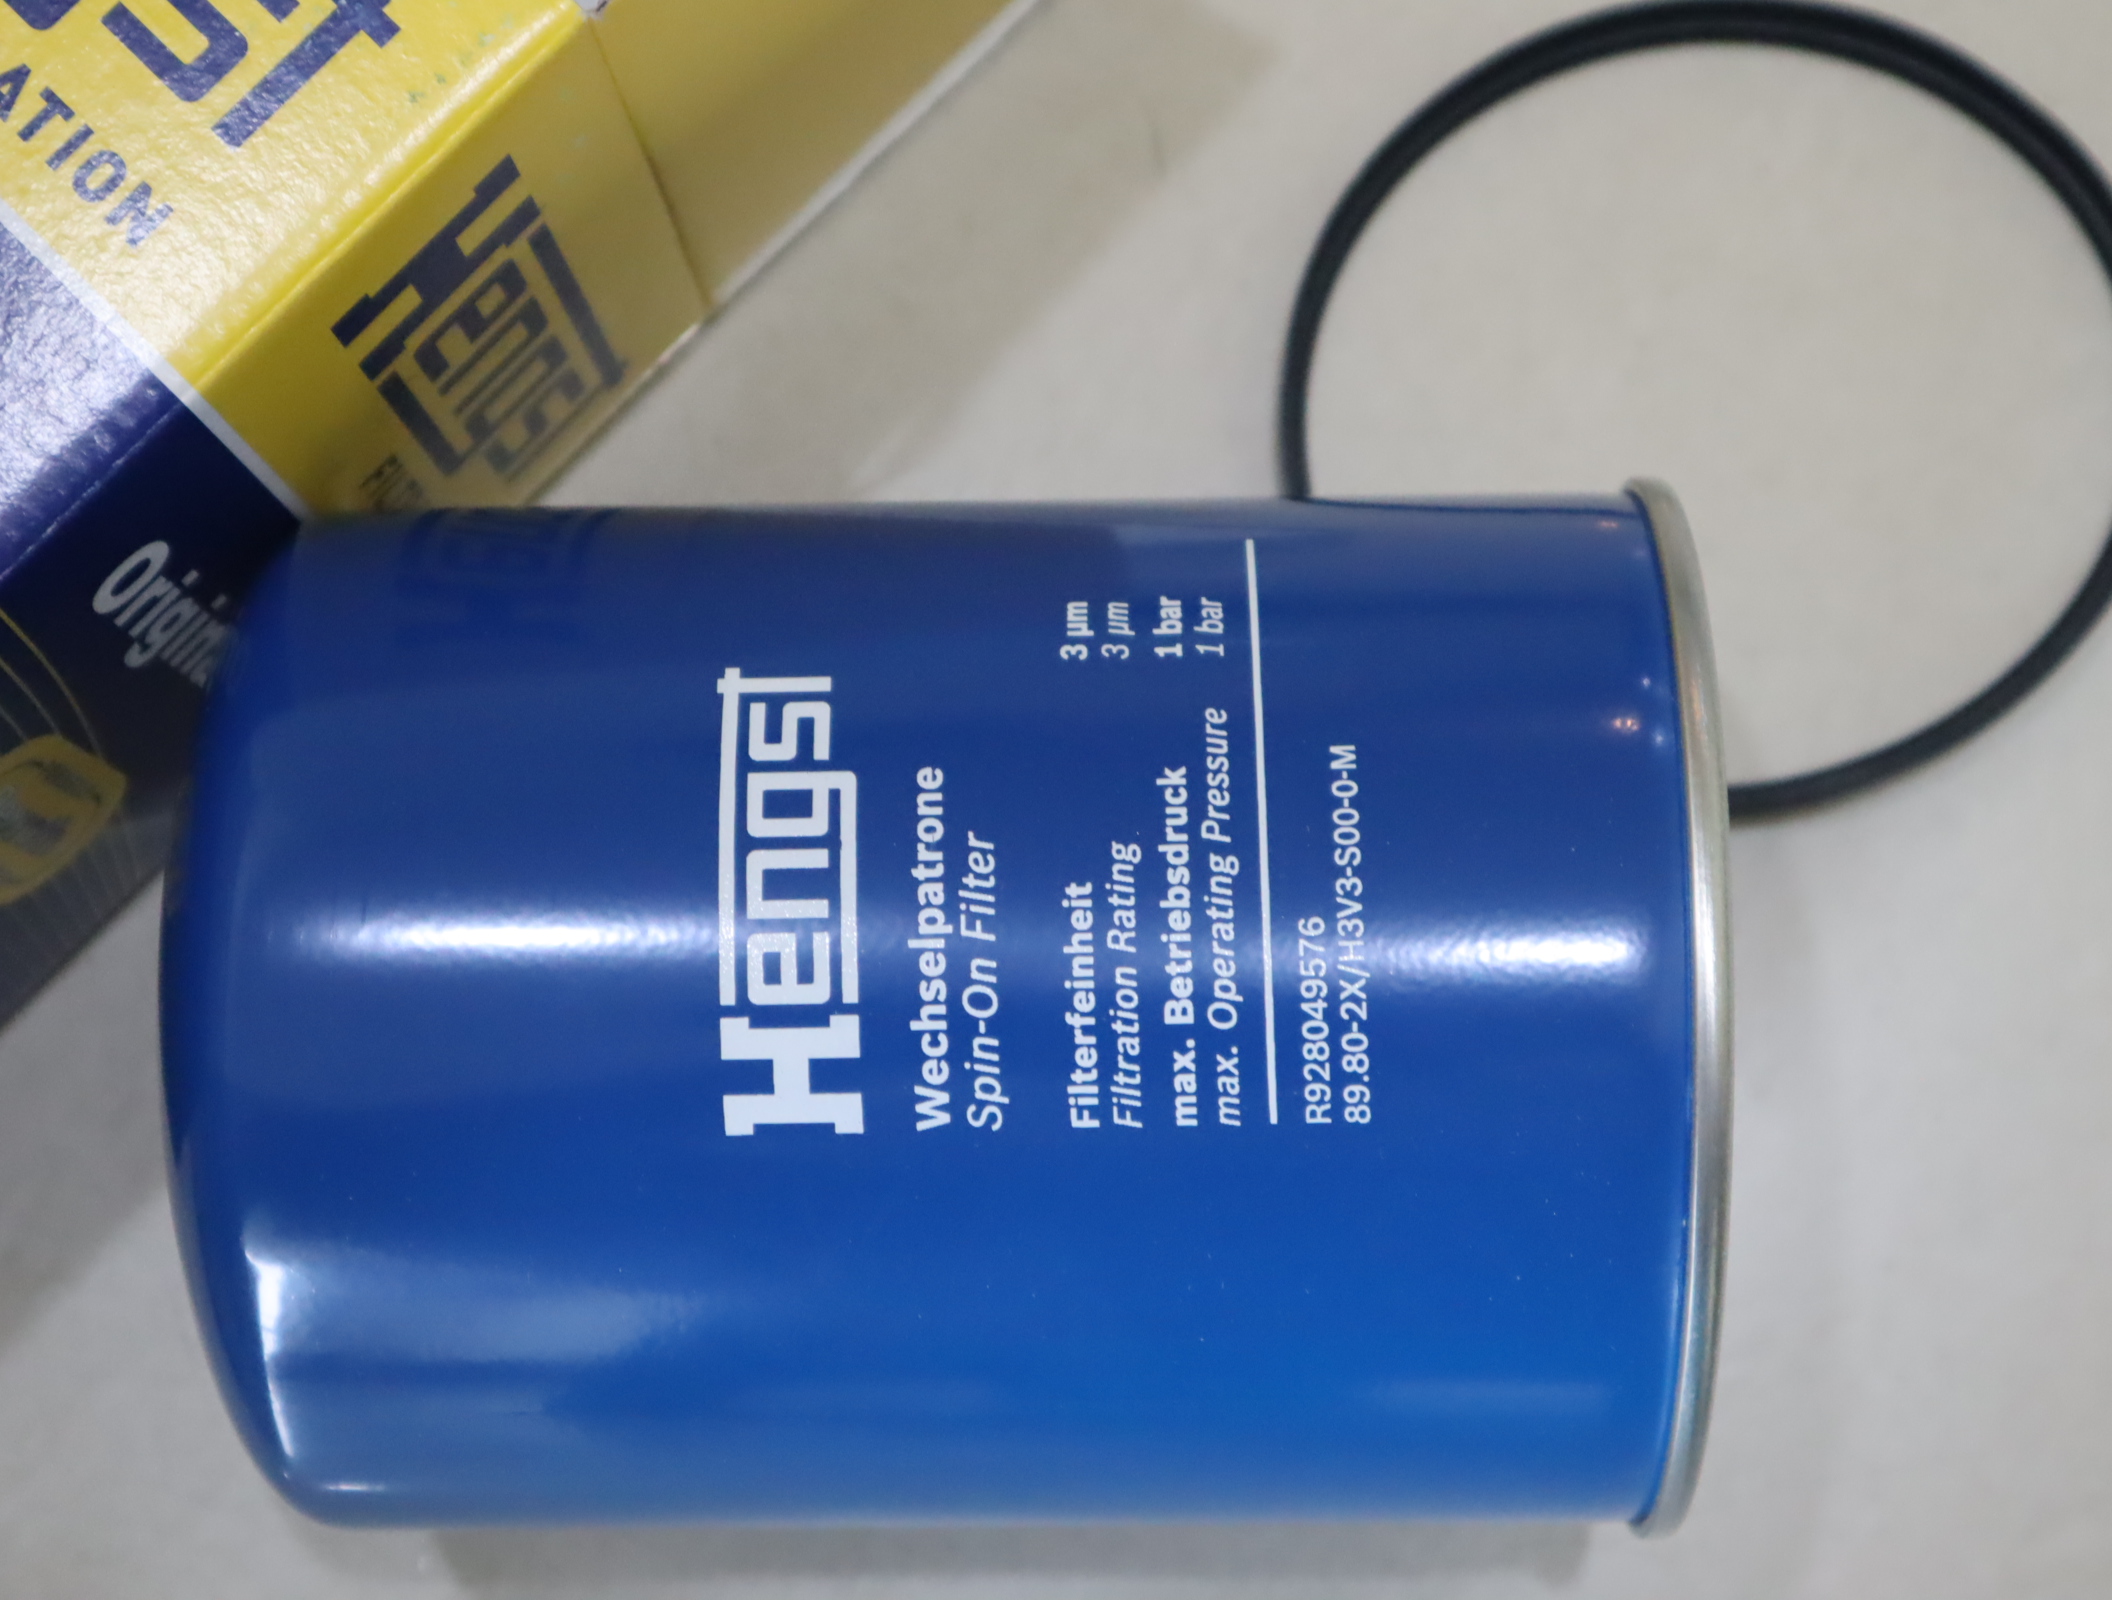 ATION
Hengst
Origin
Hengst
Wechselpatrone
Spin-On Filter
Filterfeinheit 3 µm
Filtration Rating 3 µm
max. Betriebsdruck 1 bar
max. Operating Pressure 1 bar
R928049576
89.80-2X/H3V3-S00-0-M